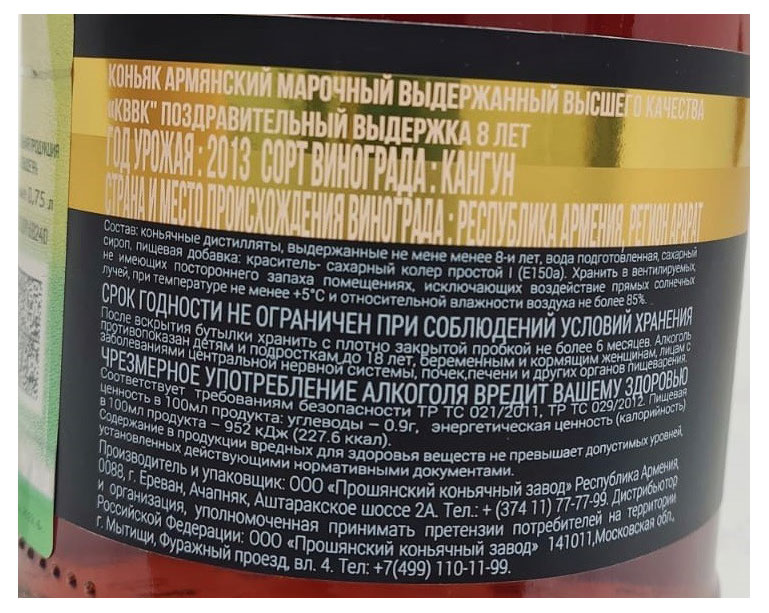 КОНЬЯК АРМЯНСКИЙ МАРОЧНЫЙ ВЫДЕРЖАННЫЙ ВЫСШЕГО КАЧЕСТВА
«КВВК" ПОЗДРАВИТЕЛЬНЫЙ ВЫДЕРЖКА 8 ЛЕТ
ГОД УРОЖАЯ : 2013 СОРТ ВИНОГРАДА : КАНГУН
СТРАНА И МЕСТО ПРОИСХОЖДЕНИЯ ВИНОГРАДА : РЕСПУБЛИКА АРМЕНИЯ, РЕГИОН АРАРАТ
Состав: коньячные дистилляты, выдержанные не мене менее 8-и лет, вода подготовленная, сахарный
сироп, пищевая добавка: краситель- сахарный колер простой I (E150a). Хранить в вентилируемых,
не имеющих постороннего запаха помещениях, исключающих воздействие прямых солнечных
лучей, при температуре не менее +5°С и относительной влажности воздуха не более 85%.
СРОК ГОДНОСТИ НЕ ОГРАНИЧЕН ПРИ СОБЛЮДЕНИЙ УСЛОВИЙ ХРАНЕНИЯ
После вскрытия бутылки хранить с плотно закрытой пробкой не более 6 месяцев. Алкоголь
противопоказан детям и подросткам до 18 лет, беременным и кормящим женщинам, лицам с
заболеваниями центральной нервной системы, почек,печени и других органов пищеварения.
ЧРЕЗМЕРНОЕ УПОТРЕБЛЕНИЕ АЛКОГОЛЯ ВРЕДИТ ВАШЕМУ ЗДОРОВЬЮ
Соответствует требованиям безопасности ТР ТС 021/2011, ТР ТС 029/2012. Пищевая
ценность в 100мл продукта: углеводы – 0.9г, энергетическая ценность (калорийность)
в 100мл продукта – 952 кДж (227.6 ккал).
Содержание в продукции вредных для здоровья веществ не превышает допустимых уровней,
установленных действующими нормативными документами.
Производитель и упаковщик: ООО «Прошянский коньячный завод» Республика Армения,
0088, г. Ереван, Ачапняк, Аштаракское шоссе 2А. Тел.: + (374 11) 77-77-99. Дистрибьютор
и организация, уполномоченная принимать претензии потребителей на территории
Российской Федерации: ООО «Прошянский коньячный завод» 141011,Московская обл.,
г. Мытищи, Фуражный проезд, вл. 4. Тел: +7(499) 110-11-99.
0,75 л